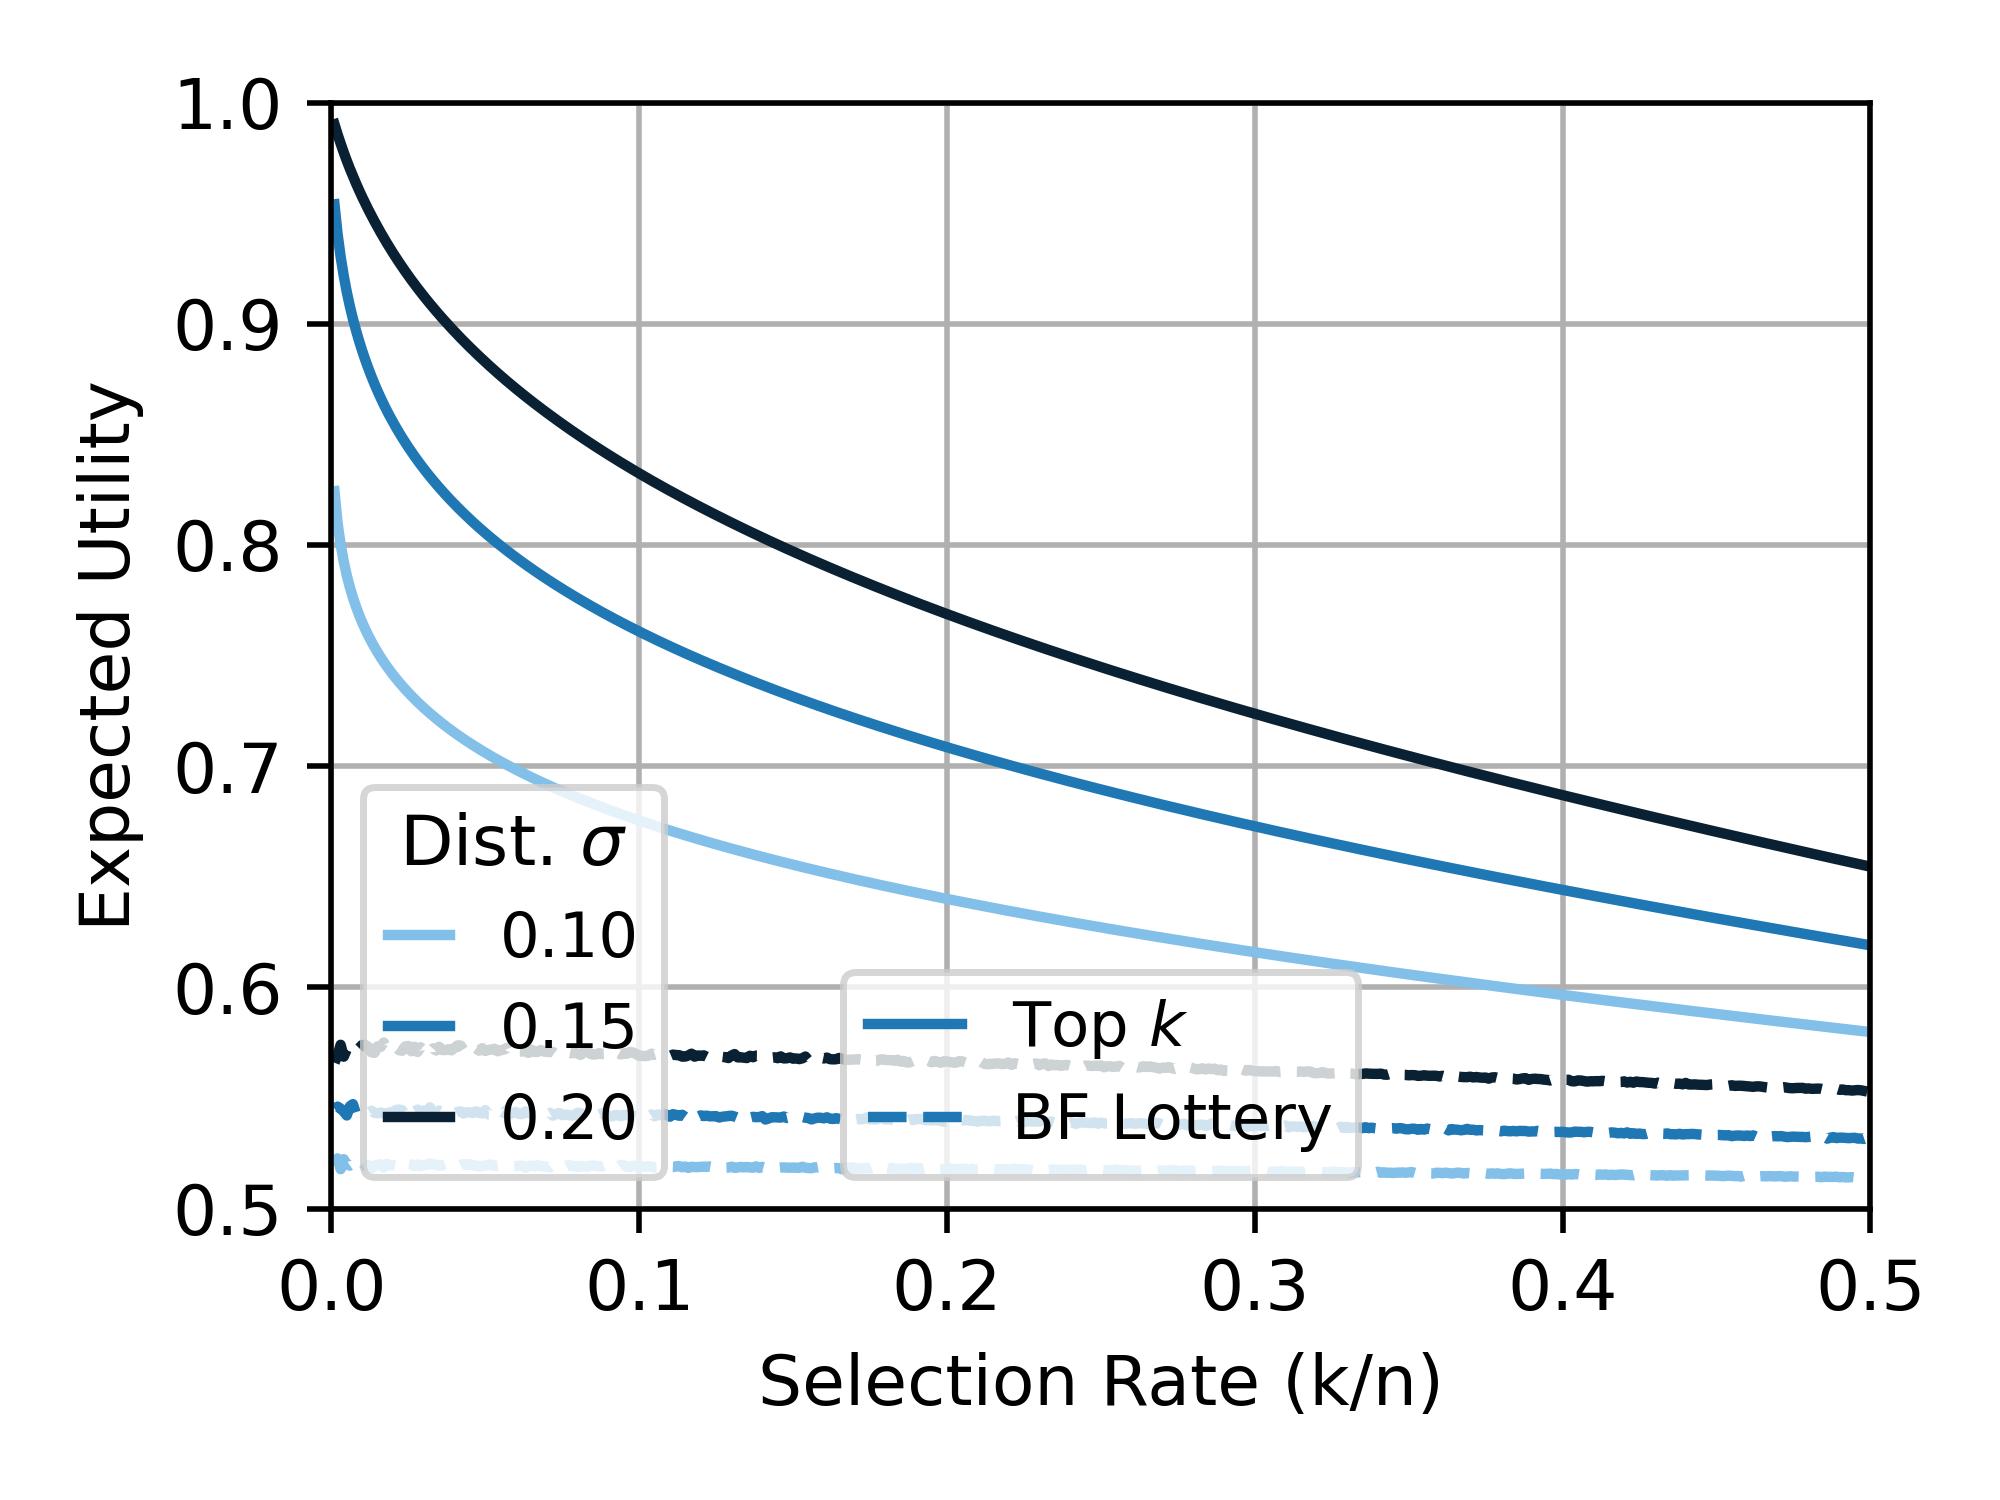 1.0
0.9
0.8
0.7
0.6
0.5
Expected Utility
0.0 0.1 0.2 0.3 0.4 0.5
Selection Rate (k/n)
Dist. σ
0.10
0.15
0.20
Top k
BF Lottery